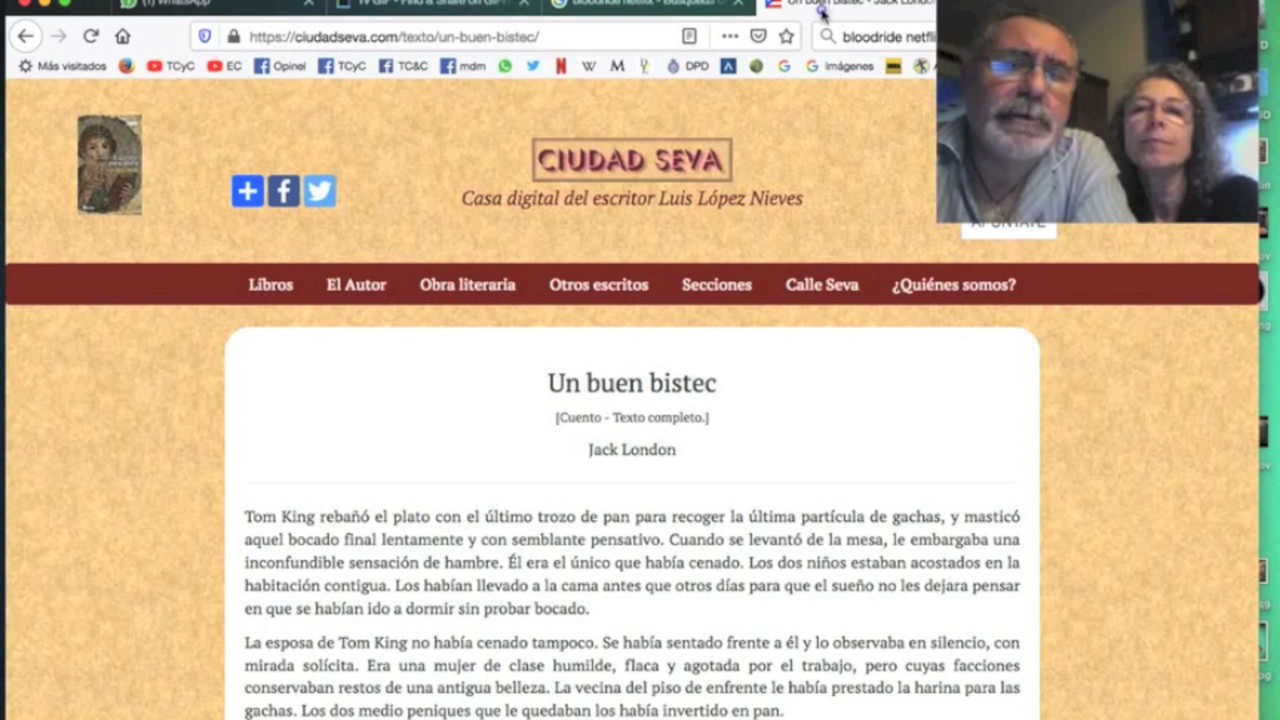 (1) WhatsApp
https://ciudadseva.com/texto/un-buen-bistec/
bloodride netfli
Más visitados TCyC EC Opinel TCyC TC&C mdm W M DPD G G Imágenes
CIUDAD SEVA
Casa digital del escritor Luis López Nieves
Libros El Autor Obra literaria Otros escritos Secciones Calle Seva ¿Quiénes somos?
Un buen bistec
[Cuento - Texto completo.]
Jack London
Tom King rebañó el plato con el último trozo de pan para recoger la última partícula de gachas, y masticó
aquel bocado final lentamente y con semblante pensativo. Cuando se levantó de la mesa, le embargaba una
inconfundible sensación de hambre. Él era el único que había cenado. Los dos niños estaban acostados en la
habitación contigua. Los habían llevado a la cama antes que otros días para que el sueño no les dejara pensar
en que se habían ido a dormir sin probar bocado.
La esposa de Tom King no había cenado tampoco. Se había sentado frente a él y lo observaba en silencio, con
mirada solícita. Era una mujer de clase humilde, flaca y agotada por el trabajo, pero cuyas facciones
conservaban restos de una antigua belleza. La vecina del piso de enfrente le había prestado la harina para las
gachas. Los dos medio peniques que le quedaban los había invertido en pan.